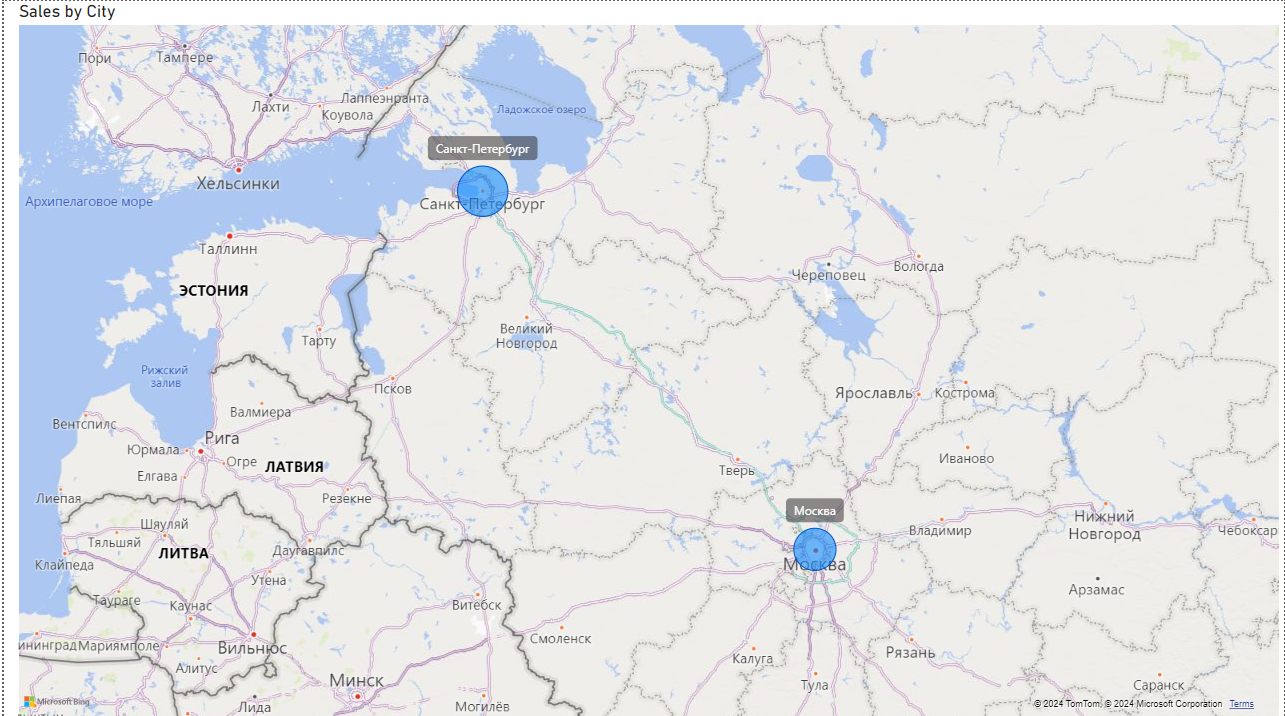 Sales by City
Пори
Тампере
Лахти
Лаппеэнранта
Коувола
Ладожское озеро
Санкт-Петербург
Хельсинки
Санкт-Петербург
Архипелаговое море
Таллинн
Вологда
Череповец
ЭСТОНИЯ
Великий
Новгород
Тарту
Рижский
залив
Псков
Ярославль
Кострома
Валмиера
Вентспилс
Рига
Юрмала
Огре
Иваново
ЛАТВИЯ
Елгава
Тверь
Лиепая
Резекне
Москва
Шяуляй
Нижний
Новгород
Владимир
Чебоксар
Тяльшяй
ЛИТВА
Даугавпилс
Клайпеда
Москва
Утена
Арзамас
Таураге
Каунас
Витебск
Смоленск
ининград
Мариямполе
Вильнюс
Рязань
Калуга
Алитус
Минск
Тула
Саранск
Microsoft Bing
Лида
Могилёв
© 2024 TomTom, © 2024 Microsoft Corporation Terms